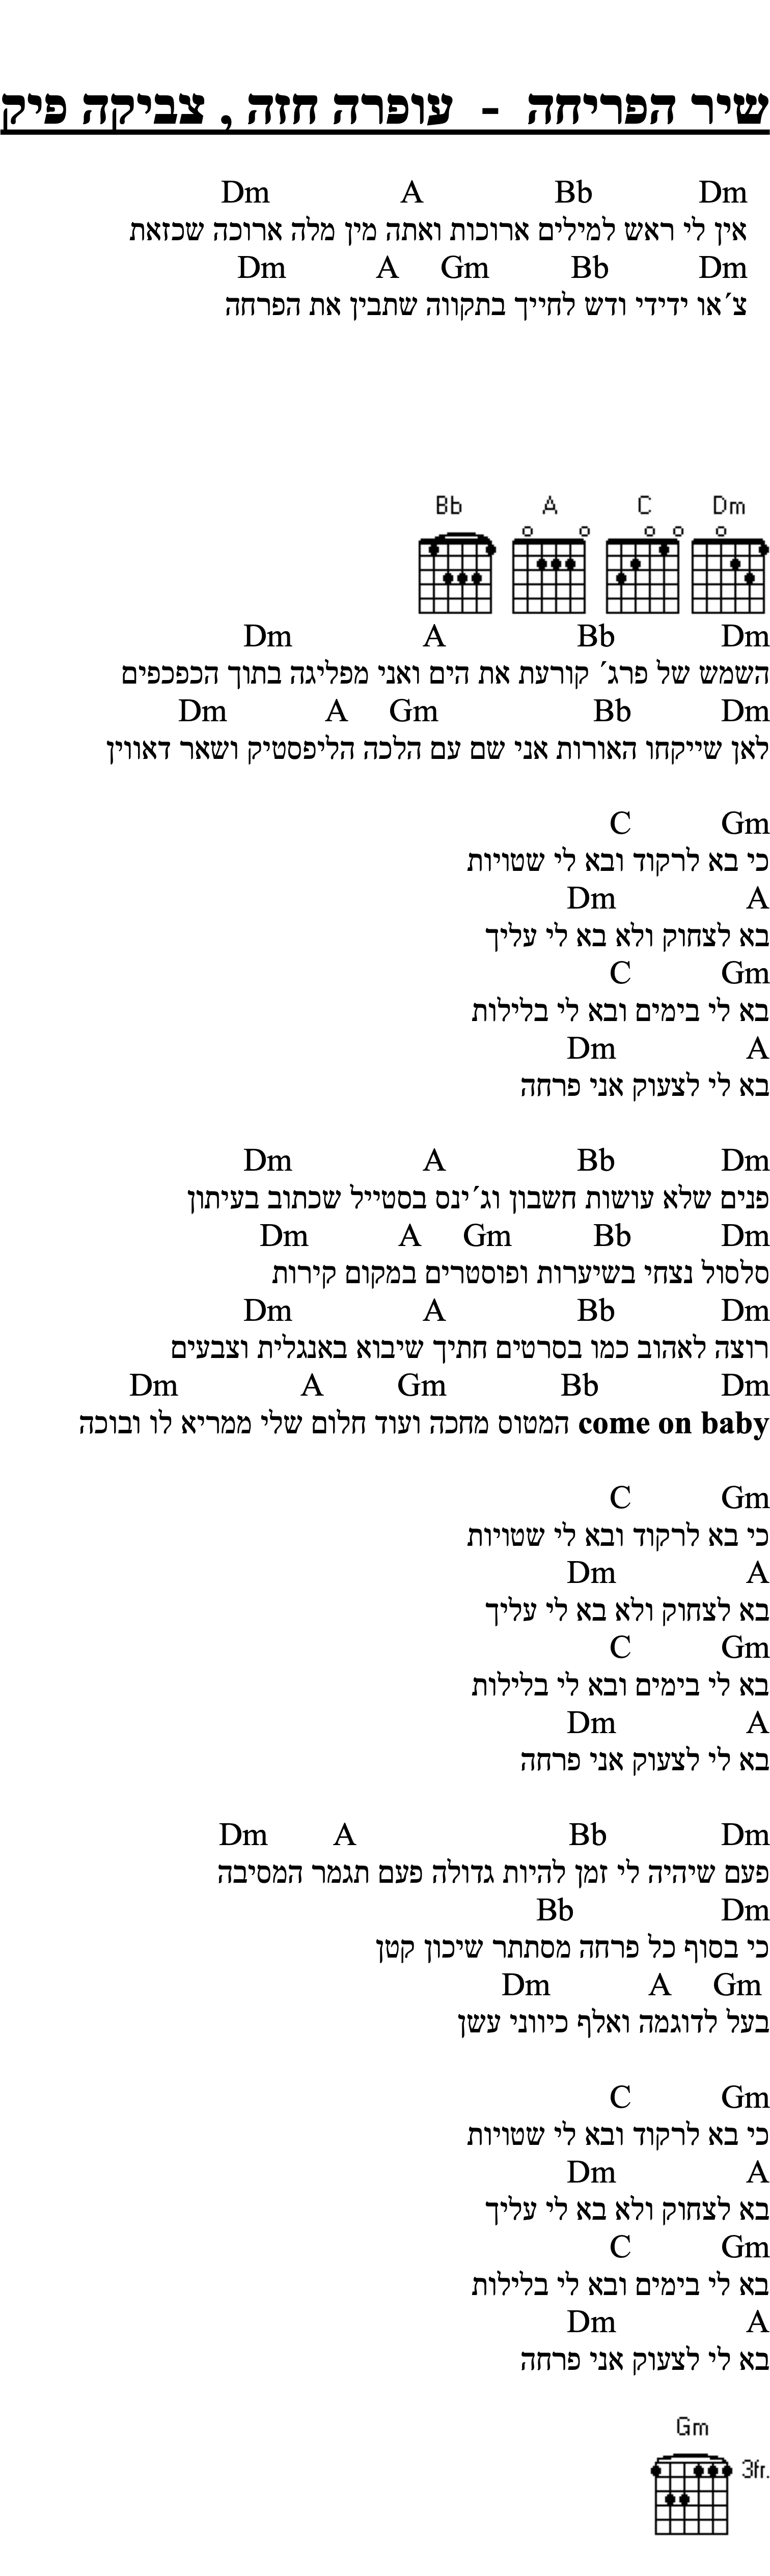 שיר הפריחה - עופרה חזה , צביקה פיק
Dm Bb A Dm
אין לי ראש למילים ארוכות ואתה מין מלה ארוכה שכזאת
Dm Bb Gm A Dm
צ´או ידידי ודש לחייך בתקווה שתבין את הפרחה
Bb A C Dm
Dm Bb A Dm
השמש של פרג´ קורעת את הים ואני מפליגה בתוך הכפכפים
Dm Bb Gm A Dm
לאן שייקחו האורות אני שם עם הלכה הליפסטיק ושאר דאווין
Gm C
כי בא לרקוד ובא לי שטויות
A Dm
בא לצחוק ולא בא לי עליך
Gm C
בא לי בימים ובא לי בלילות
A Dm
בא לי לצעוק אני פרחה
Dm Bb A Dm
פנים שלא עושות חשבון וג´ינס בסטייל שכתוב בעיתון
Dm Bb Gm A Dm
סלסול נצחי בשיערות ופוסטרים במקום קירות
Dm Bb A Dm
רוצה לאהוב כמו בסרטים חתיך שיבוא באנגלית וצבעים
Dm Bb Gm A Dm
come on baby המטוס מחכה ועוד חלום שלי ממריא לו ובוכה
Gm C
כי בא לרקוד ובא לי שטויות
A Dm
בא לצחוק ולא בא לי עליך
Gm C
בא לי בימים ובא לי בלילות
A Dm
בא לי לצעוק אני פרחה
Dm Bb A Dm
פעם שיהיה לי זמן להיות גדולה פעם תגמר המסיבה
Dm Bb
כי בסוף כל פרחה מסתתר שיכון קטן
Gm A Dm
בעל לדוגמה ואלף כיווני עשן
Gm C
כי בא לרקוד ובא לי שטויות
A Dm
בא לצחוק ולא בא לי עליך
Gm C
בא לי בימים ובא לי בלילות
A Dm
בא לי לצעוק אני פרחה
Gm
3fr.